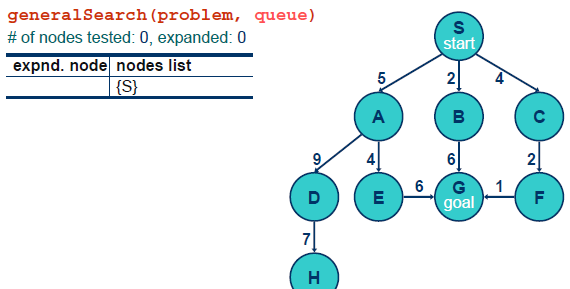 generalSearch(problem, queue)
# of nodes tested: 0, expanded: 0
expnd. node nodes list
{S}
S
start
5 2 4
A B C
9 4 6 2
D E 6 G 1 F
goal
7
H